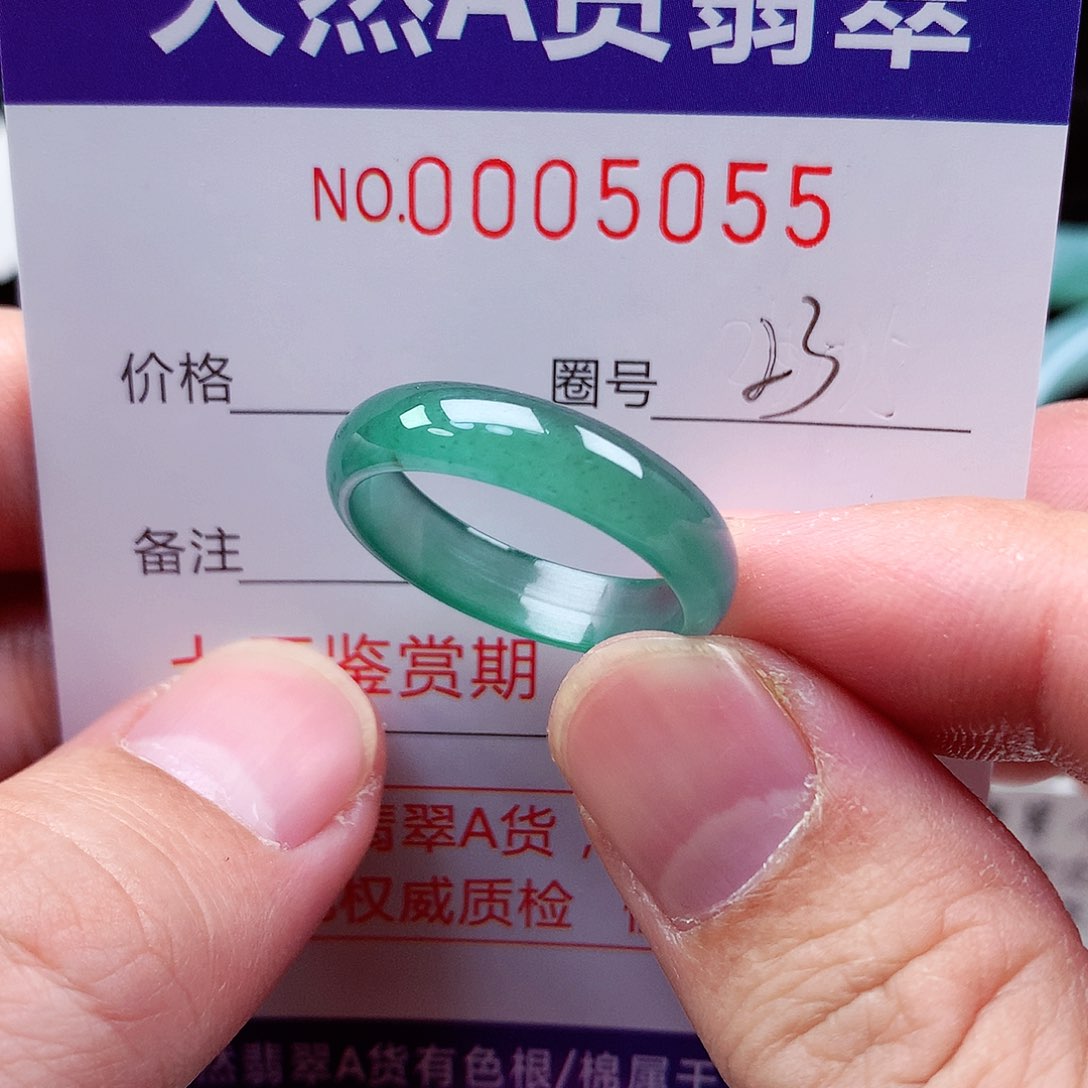 天然A货翡翠
NO.0005055
价格
圈号 23
备注
鉴赏期
翡翠A货，
权威质检
然翡翠A货有色根/棉属于